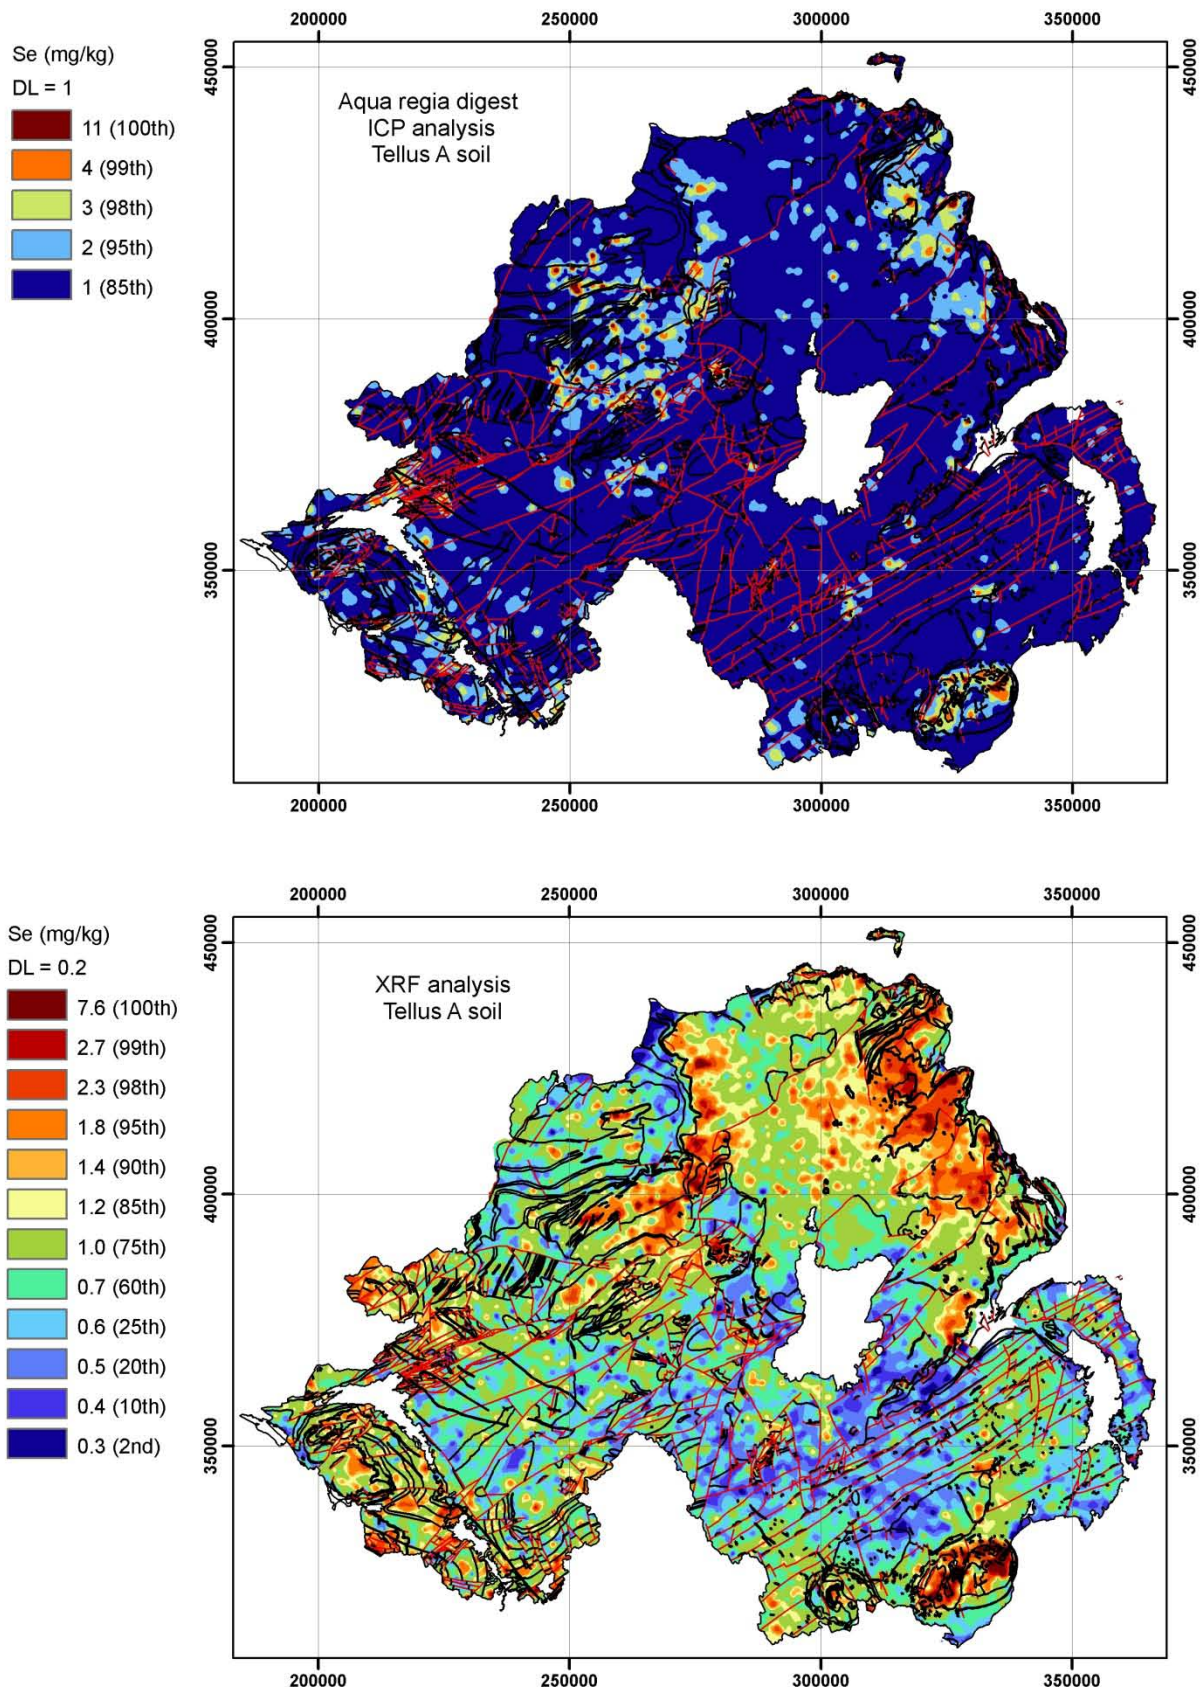 200000 250000 300000 350000
Se (mg/kg)
DL = 1
11 (100th)
4 (99th)
3 (98th)
2 (95th)
1 (85th)
Aqua regia digest
ICP analysis
Tellus A soil
450000 450000
400000 400000
350000 350000
200000 250000 300000 350000
200000 250000 300000 350000
Se (mg/kg)
DL = 0.2
7.6 (100th)
2.7 (99th)
2.3 (98th)
1.8 (95th)
1.4 (90th)
1.2 (85th)
1.0 (75th)
0.7 (60th)
0.6 (25th)
0.5 (20th)
0.4 (10th)
0.3 (2nd)
XRF analysis
Tellus A soil
450000 450000
400000 400000
350000 350000
200000 250000 300000 350000